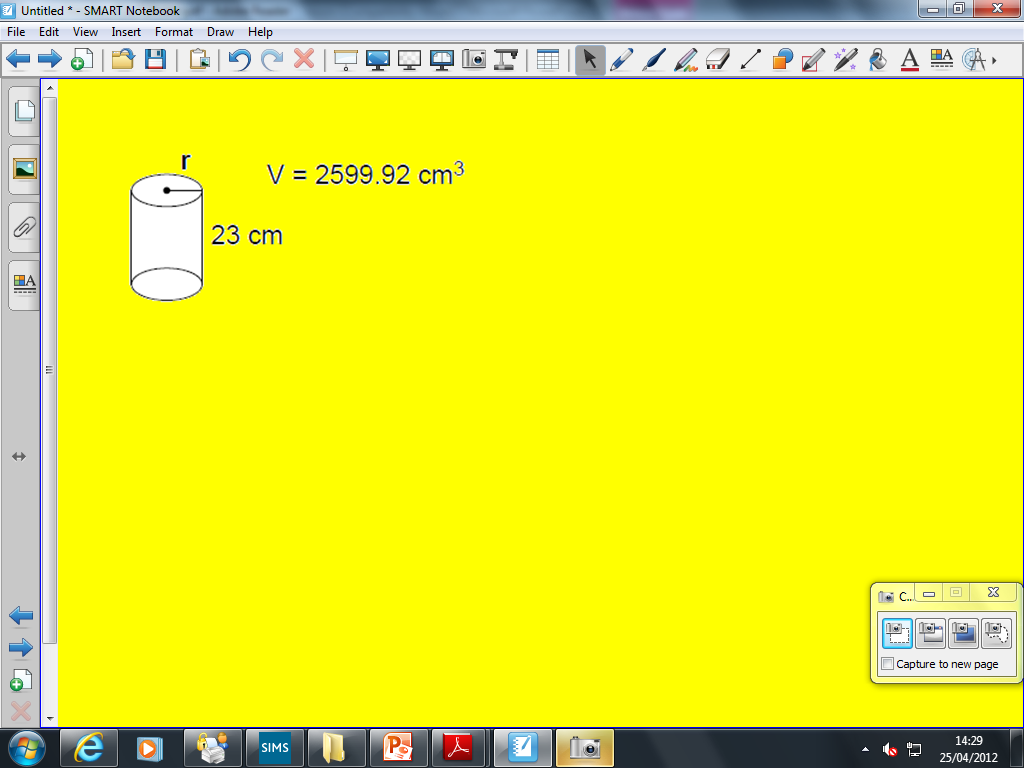 Untitled * - SMART Notebook
File Edit View Insert Format Draw Help
r
V = 2599.92 cm³
23 cm
C...
Capture to new page
SIMS
14:29
25/04/2012